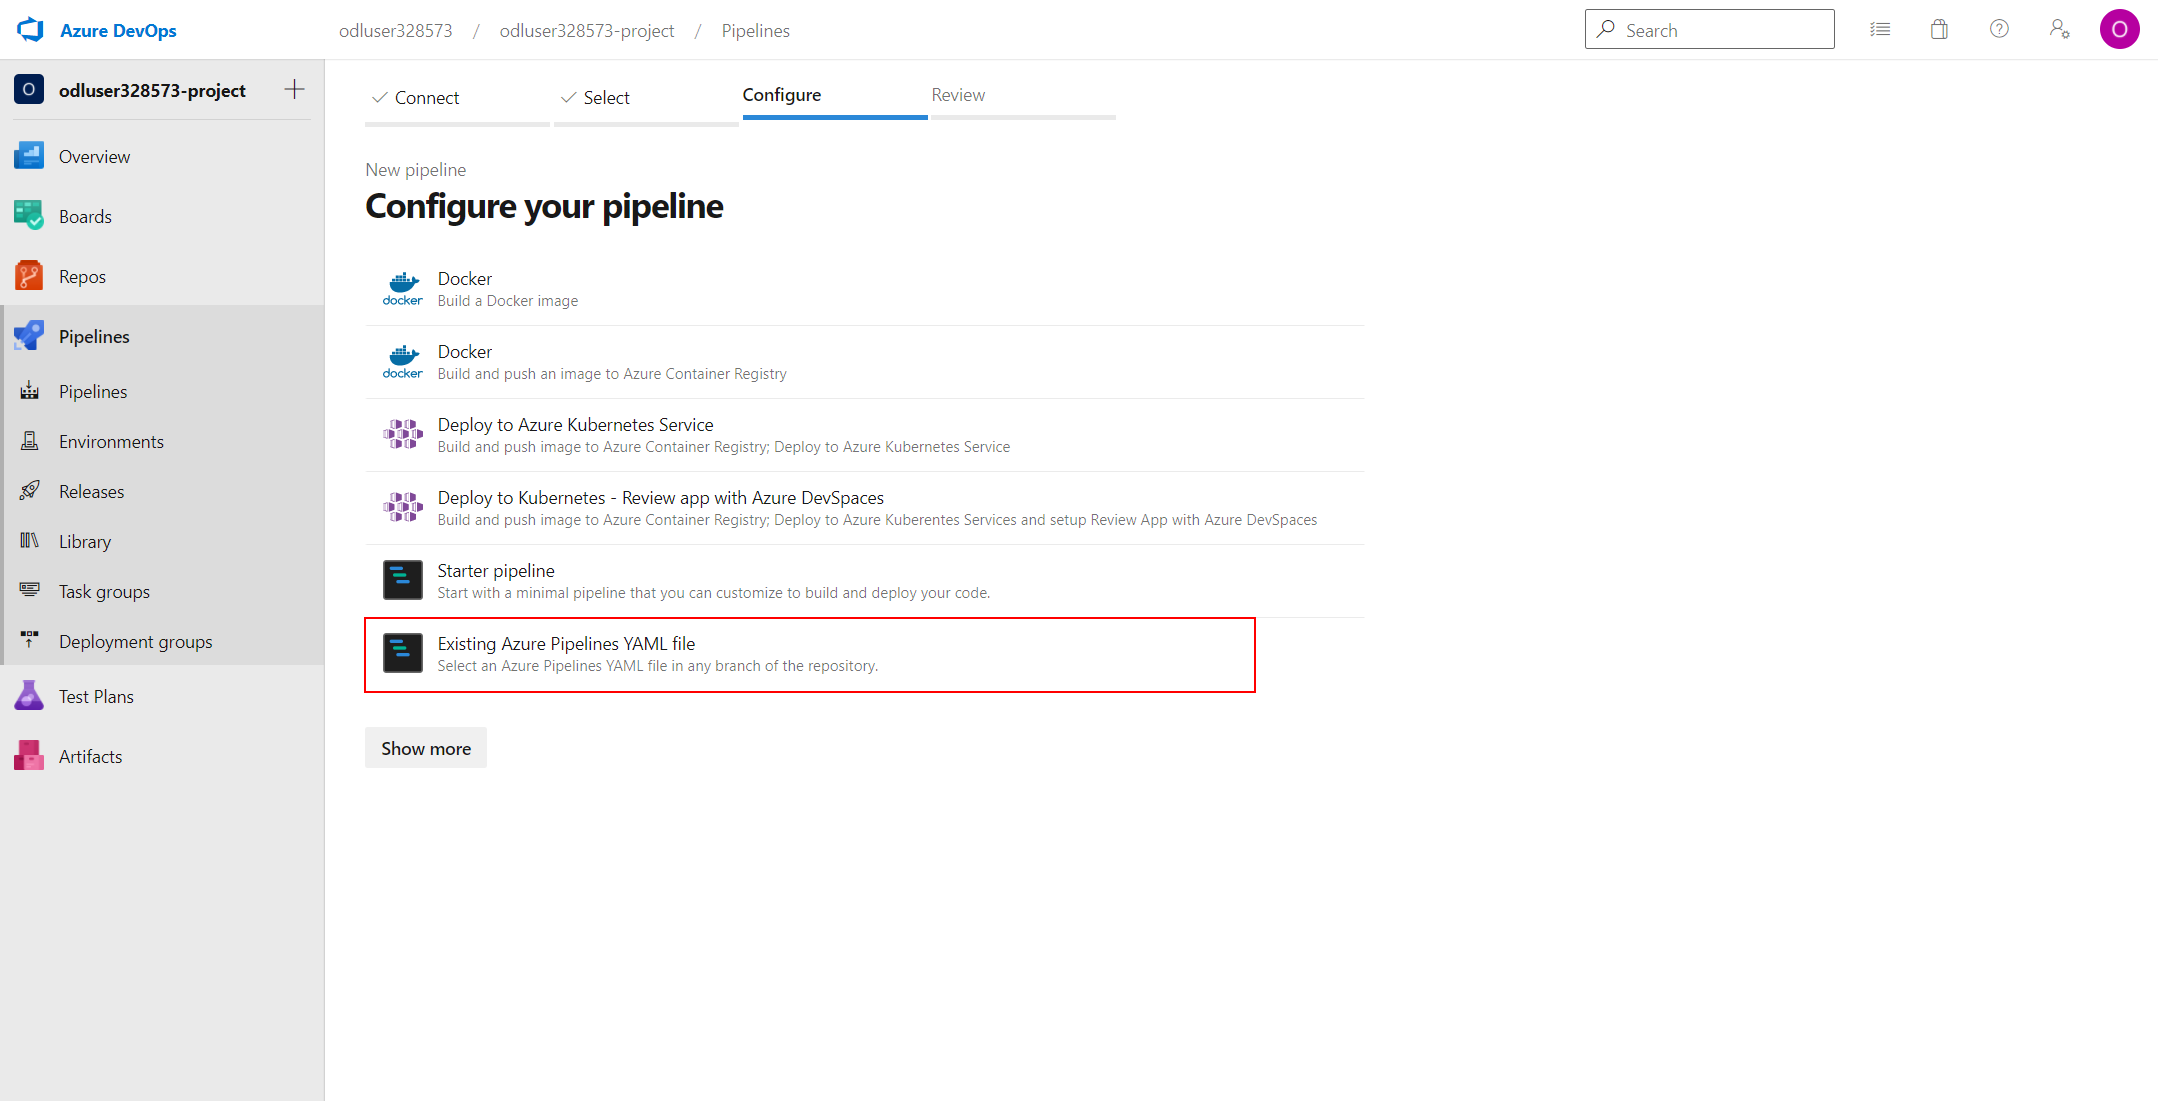 Azure DevOps
odluser328573 / odluser328573-project / Pipelines
Search
O
O
odluser328573-project
Overview
Boards
Repos
Pipelines
Pipelines
Environments
Releases
Library
Task groups
Deployment groups
Test Plans
Artifacts
Connect
Select
Configure
Review
New pipeline
Configure your pipeline
docker
Docker
Build a Docker image
docker
Docker
Build and push an image to Azure Container Registry
Deploy to Azure Kubernetes Service
Build and push image to Azure Container Registry; Deploy to Azure Kubernetes Service
Deploy to Kubernetes - Review app with Azure DevSpaces
Build and push image to Azure Container Registry; Deploy to Azure Kuberentes Services and setup Review App with Azure DevSpaces
Starter pipeline
Start with a minimal pipeline that you can customize to build and deploy your code.
Existing Azure Pipelines YAML file
Select an Azure Pipelines YAML file in any branch of the repository.
Show more